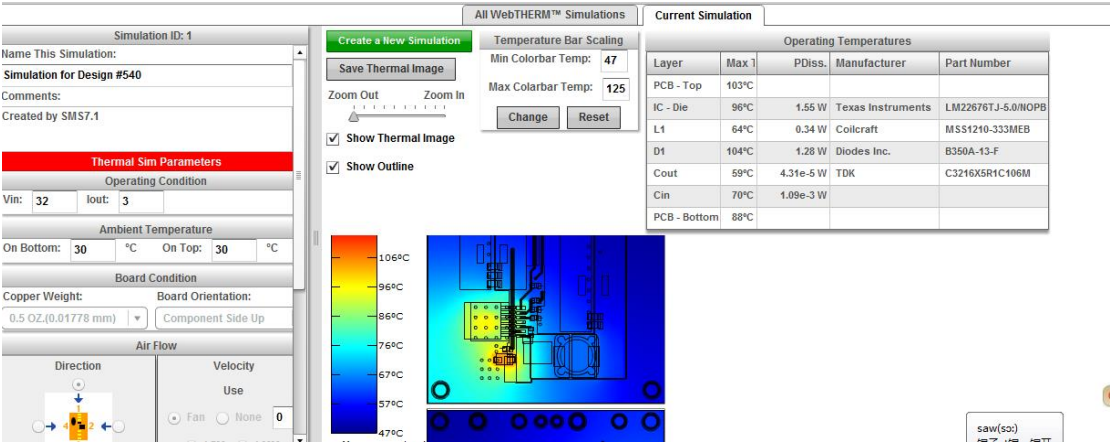 All WebTHERM™ Simulations
Current Simulation
Simulation ID: 1
Name This Simulation:
Simulation for Design #540
Comments:
Created by SMS7.1
Thermal Sim Parameters
Operating Condition
Vin: 32 Iout: 3
Ambient Temperature
On Bottom: 30 °C On Top: 30 °C
Board Condition
Copper Weight: Board Orientation:
0.5 OZ.(0.01778 mm) Component Side Up
Air Flow
Direction Velocity
Use
Fan None 0
4 2
Create a New Simulation
Save Thermal Image
Zoom Out Zoom In
Show Thermal Image
Show Outline
Temperature Bar Scaling
Min Colorbar Temp: 47
Max Colarbar Temp: 125
Change Reset
Operating Temperatures
Layer Max T PDiss. Manufacturer Part Number
PCB - Top 103°C
IC - Die 96°C 1.55 W Texas Instruments LM22676TJ-5.0/NOPB
L1 64°C 0.34 W Coilcraft MSS1210-333MEB
D1 104°C 1.28 W Diodes Inc. B350A-13-F
Cout 59°C 4.31e-5 W TDK C3216X5R1C106M
Cin 70°C 1.09e-3 W
PCB - Bottom 88°C
106°C
96°C
86°C
76°C
67°C
57°C
47°C
saw(sɔ:)